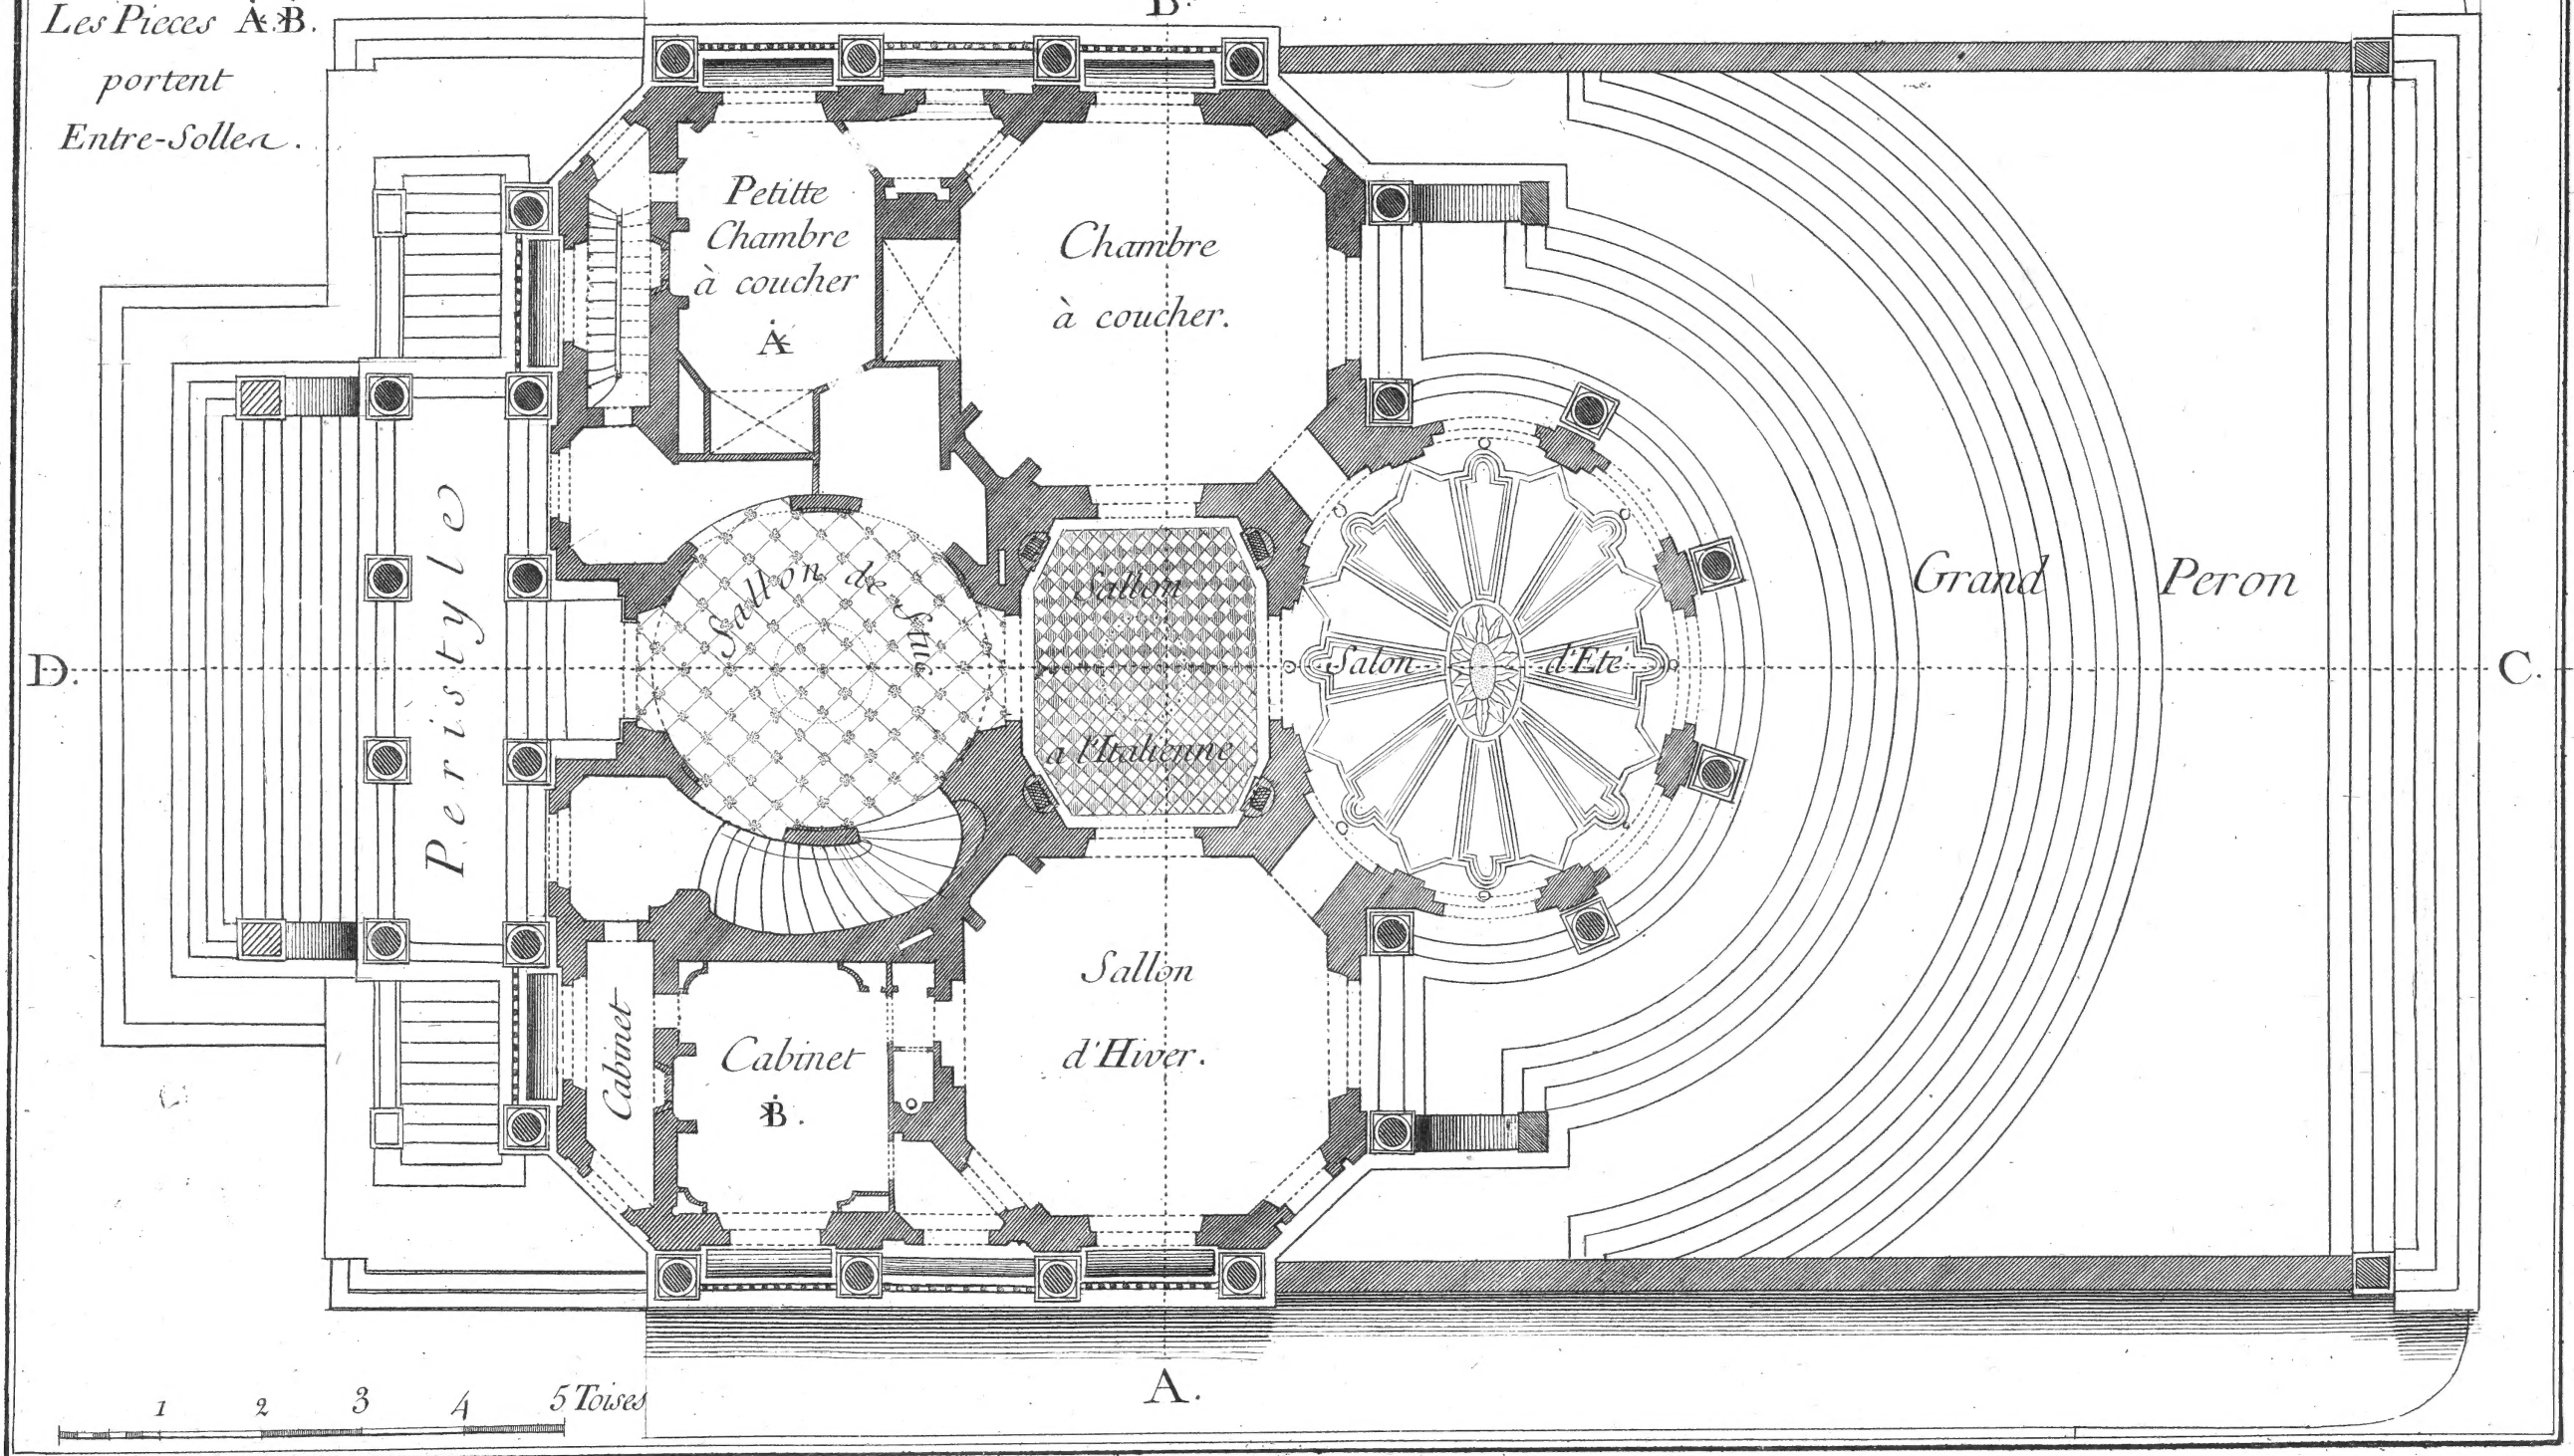 Les Pieces A.B.
portent
Entre-Solles.
B.
Petitte
Chambre
à coucher
A
Chambre
à coucher.
Peristyle
Sallon de Stuc
Sallon
a l'Italienne
Salon d'Eté
Grand Peron
D.
C.
Cabinet
Cabinet
B.
Sallon
d'Hiver.
A.
1 2 3 4 5 Toises